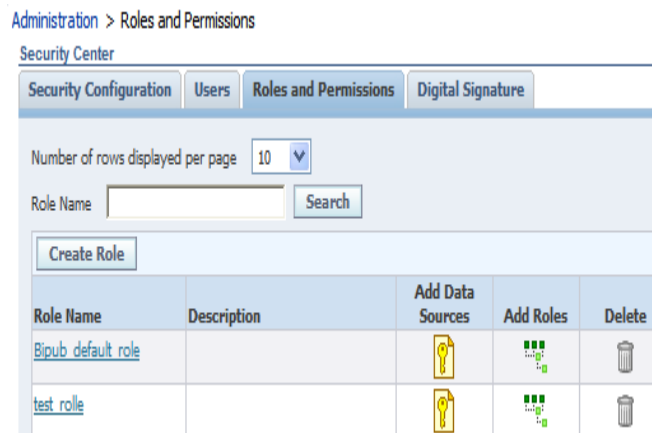 Administration > Roles and Permissions
Security Center
Security Configuration Users Roles and Permissions Digital Signature
Number of rows displayed per page 10
Role Name Search
Create Role
Role Name Description Add Data Sources Add Roles Delete
Bipub_default_role
test_rolle